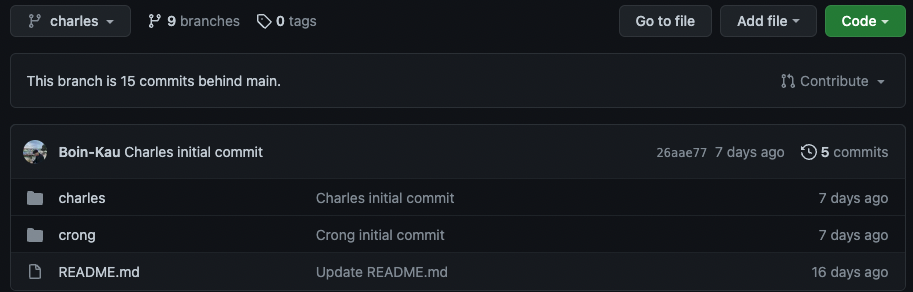 charles 9 branches 0 tags Go to file Add file Code
This branch is 15 commits behind main. Contribute
Boin-Kau Charles initial commit 26aae77 7 days ago 5 commits
charles Charles initial commit 7 days ago
crong Crong initial commit 7 days ago
README.md Update README.md 16 days ago